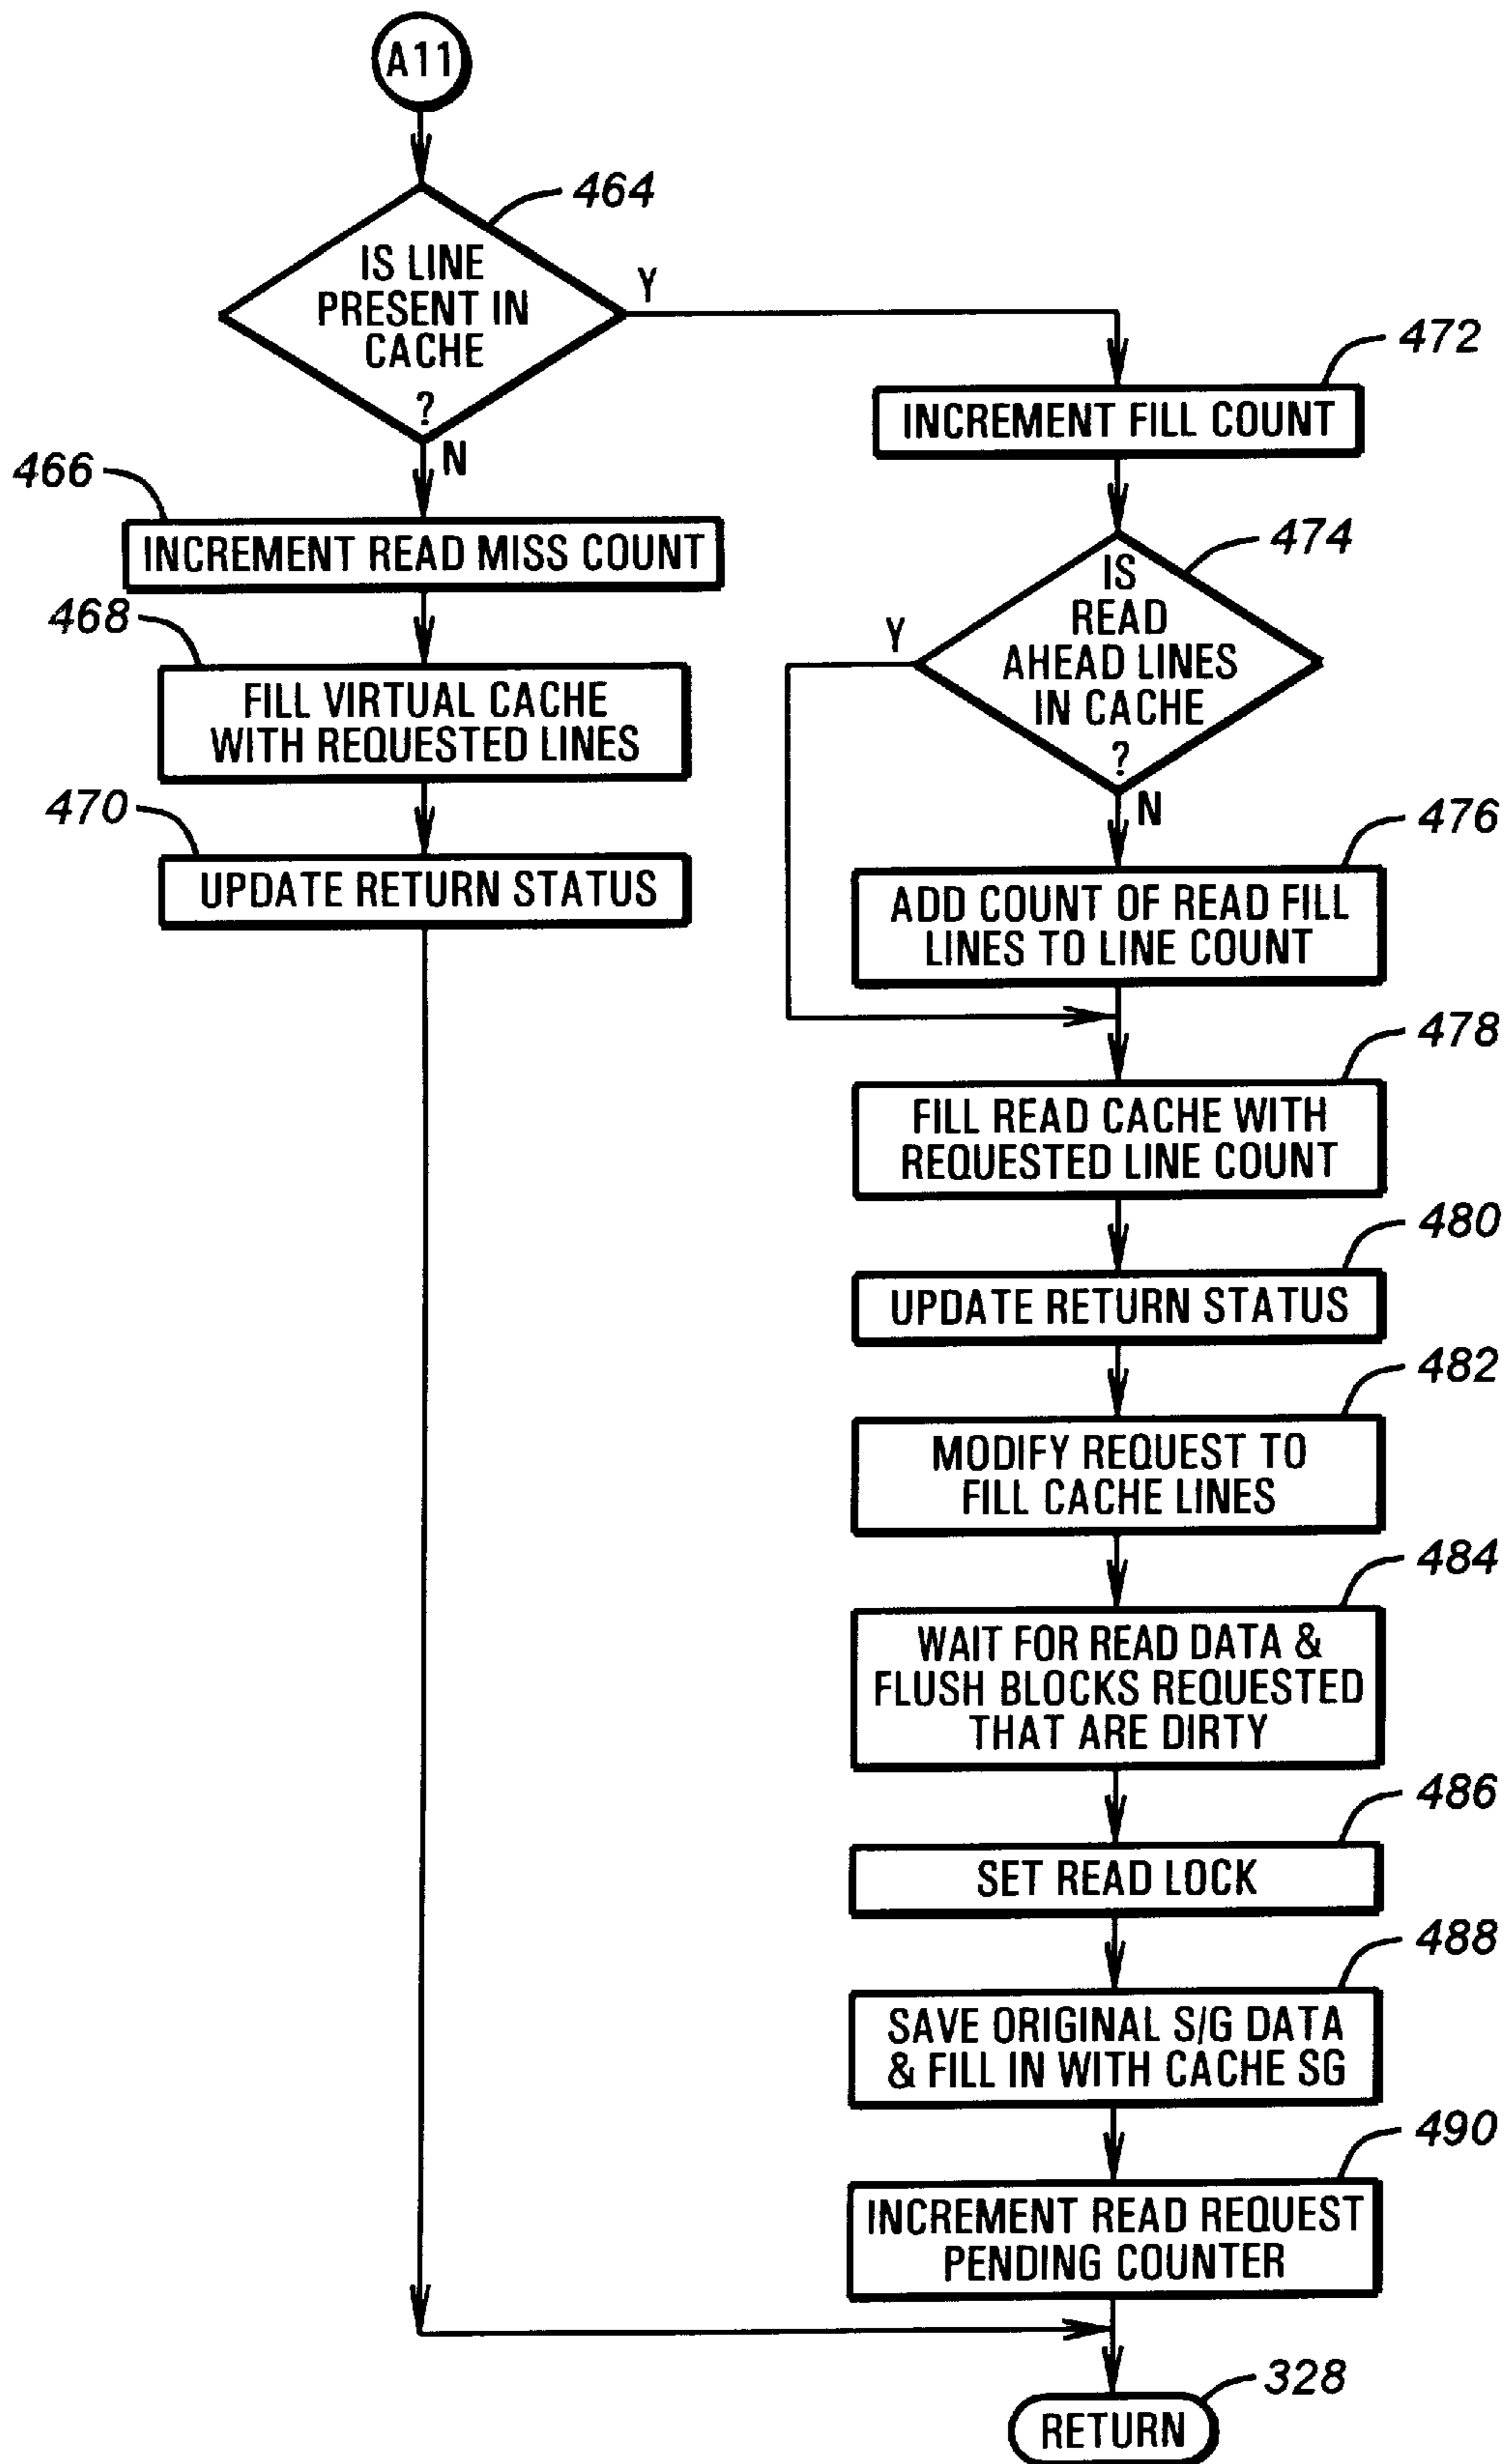 A11
464
IS LINE
PRESENT IN
CACHE
?
Y
N
466
INCREMENT READ MISS COUNT
468
FILL VIRTUAL CACHE
WITH REQUESTED LINES
470
UPDATE RETURN STATUS
472
INCREMENT FILL COUNT
474
IS
READ
AHEAD LINES
IN CACHE
?
Y
N
476
ADD COUNT OF READ FILL
LINES TO LINE COUNT
478
FILL READ CACHE WITH
REQUESTED LINE COUNT
480
UPDATE RETURN STATUS
482
MODIFY REQUEST TO
FILL CACHE LINES
484
WAIT FOR READ DATA &
FLUSH BLOCKS REQUESTED
THAT ARE DIRTY
486
SET READ LOCK
488
SAVE ORIGINAL S/G DATA
& FILL IN WITH CACHE SG
490
INCREMENT READ REQUEST
PENDING COUNTER
328
RETURN